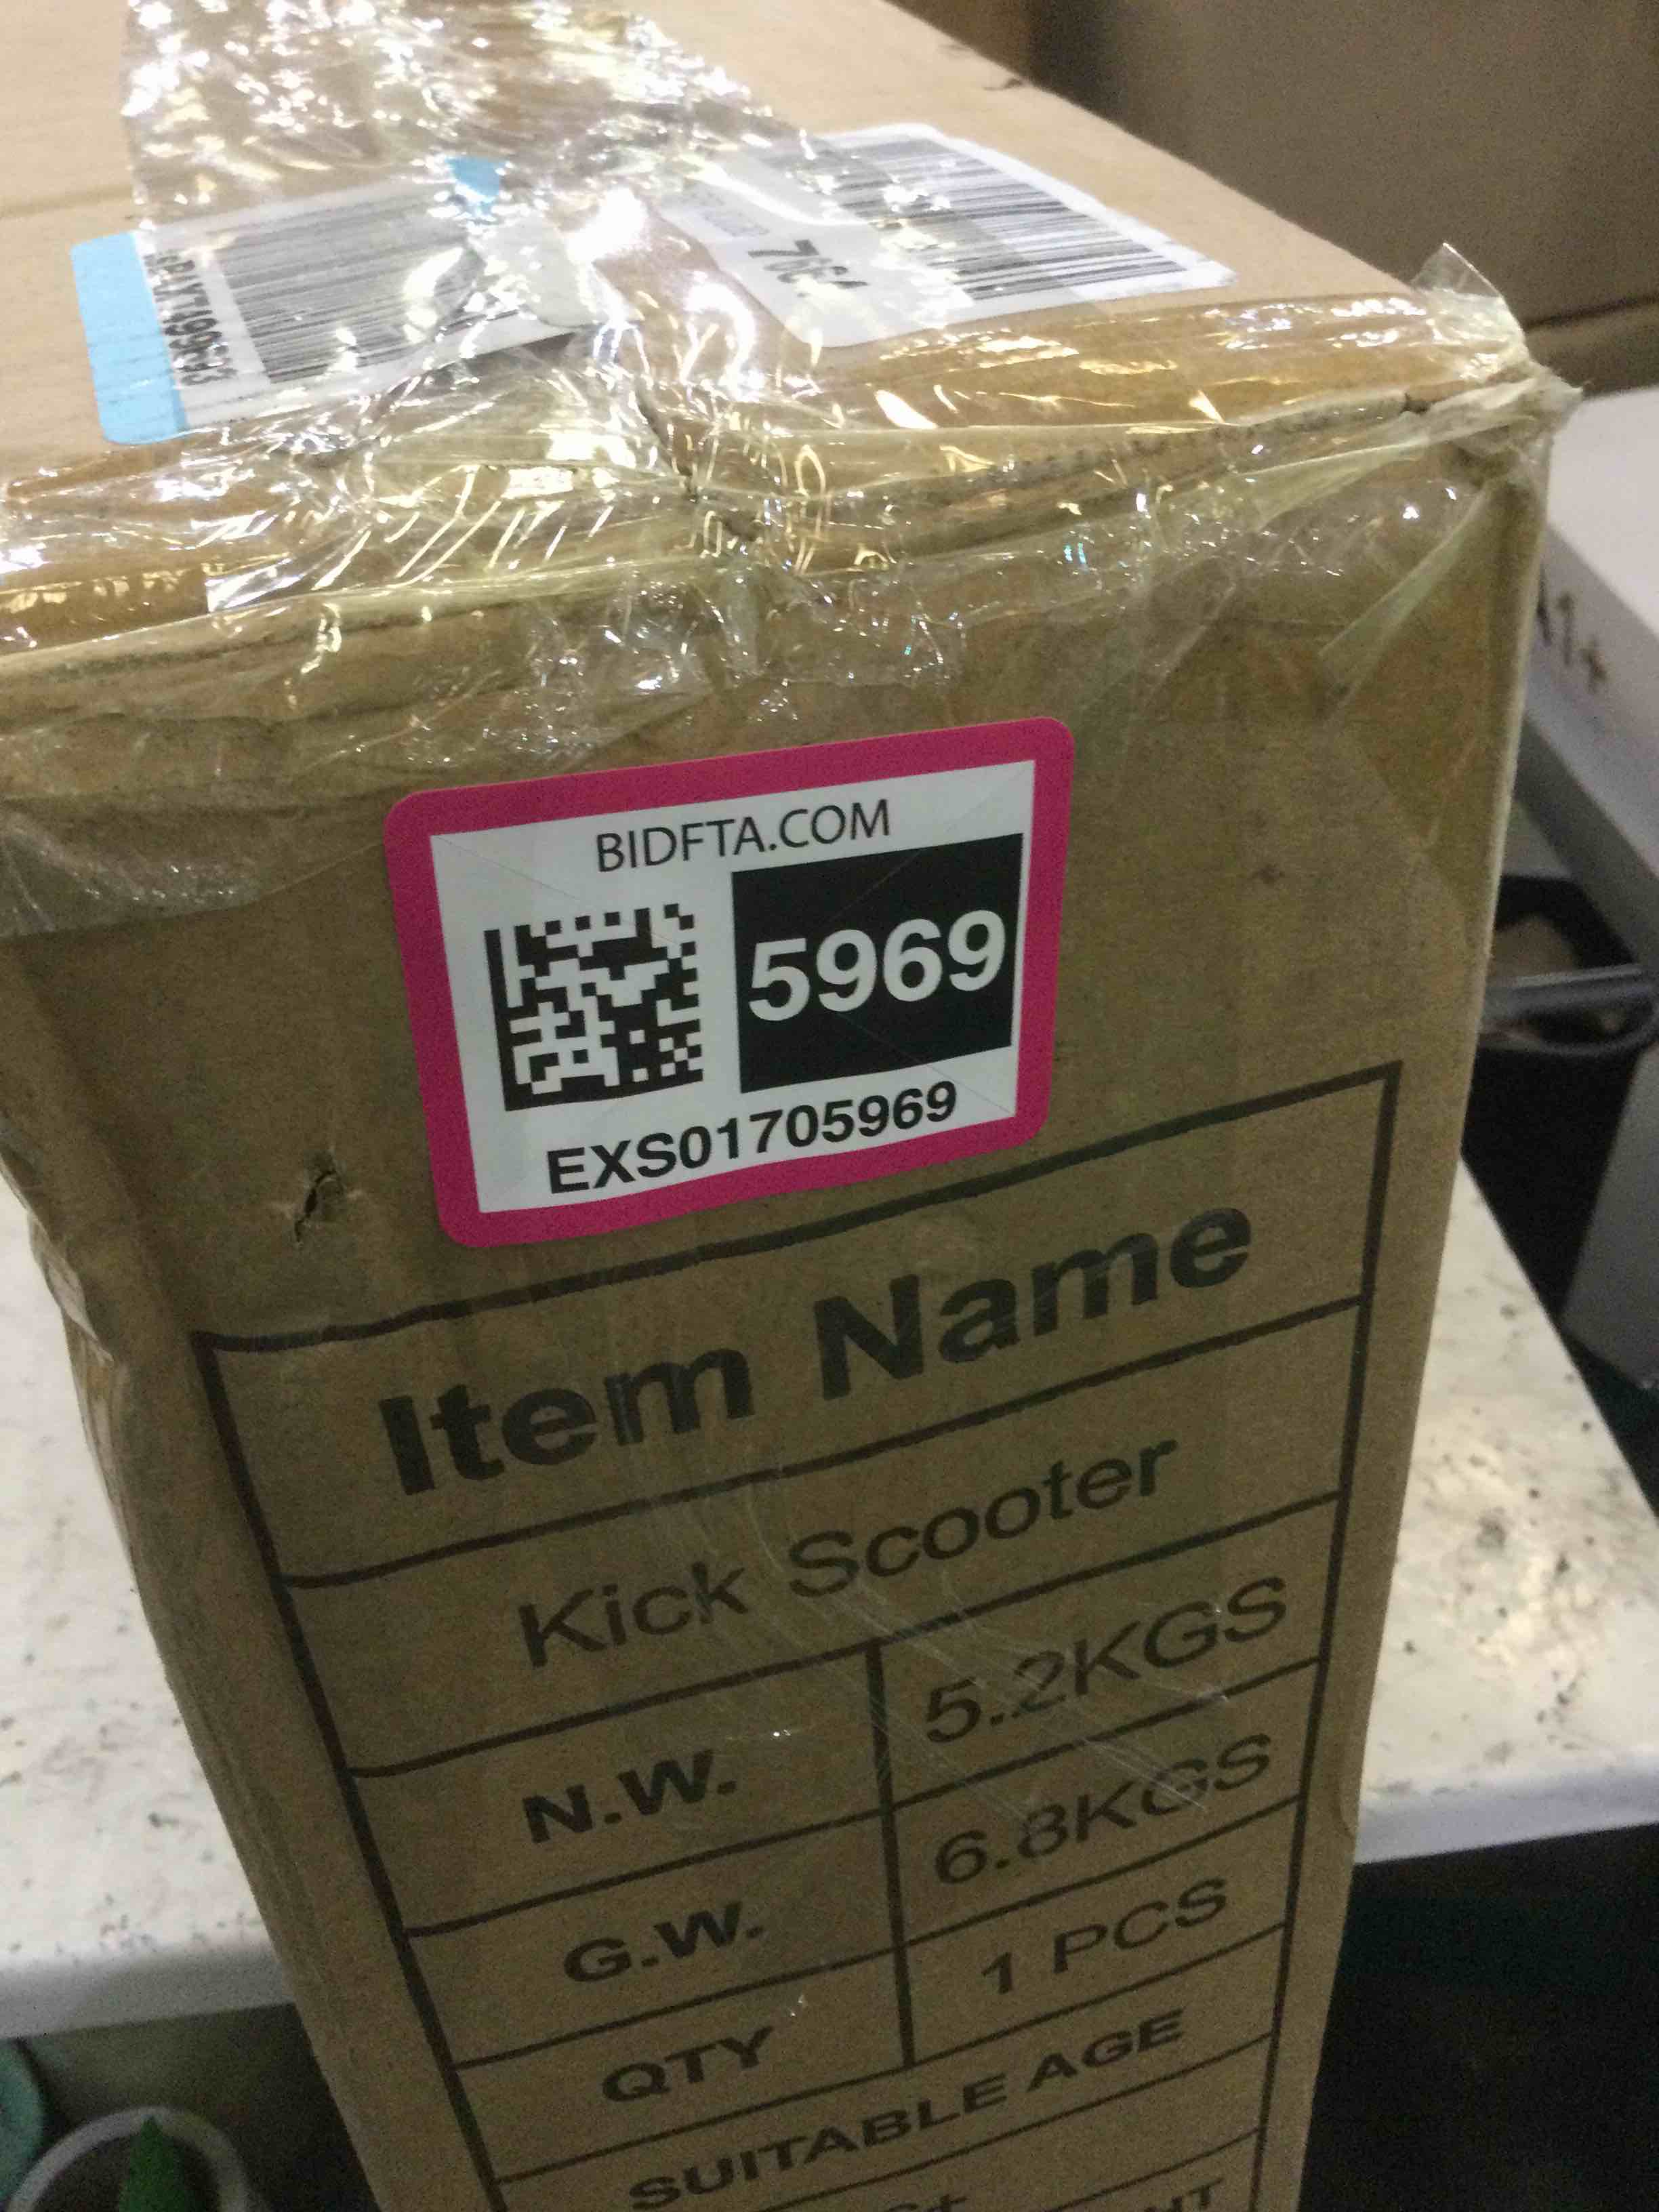 BIDFTA.COM
5969
EXS01705969
Item Name
Kick Scooter
N.W. 5.2KGS
G.W. 6.8KGS
QTY 1 PCS
SUITABLE AGE